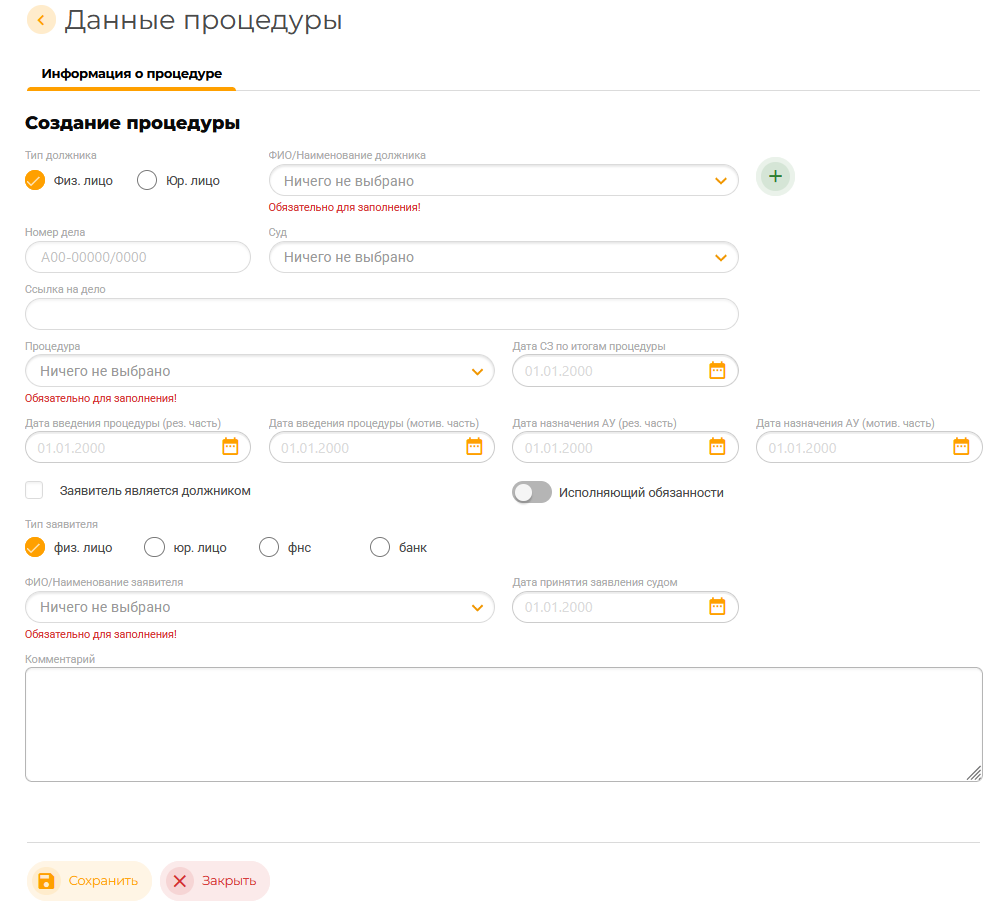 Данные процедуры
Информация о процедуре
Создание процедуры
Тип должника ФИО/Наименование должника
Физ. лицо Юр. лицо Ничего не выбрано
Обязательно для заполнения!
Номер дела Суд
А00-00000/0000 Ничего не выбрано
Ссылка на дело
Процедура Дата СЗ по итогам процедуры
Ничего не выбрано 01.01.2000
Обязательно для заполнения!
Дата введения процедуры (рез. часть) Дата введения процедуры (мотив. часть) Дата назначения АУ (рез. часть) Дата назначения АУ (мотив. часть)
01.01.2000 01.01.2000 01.01.2000 01.01.2000
Заявитель является должником Исполняющий обязанности
Тип заявителя
физ. лицо юр. лицо фнс банк
ФИО/Наименование заявителя Дата принятия заявления судом
Ничего не выбрано 01.01.2000
Обязательно для заполнения!
Комментарий
Сохранить Закрыть